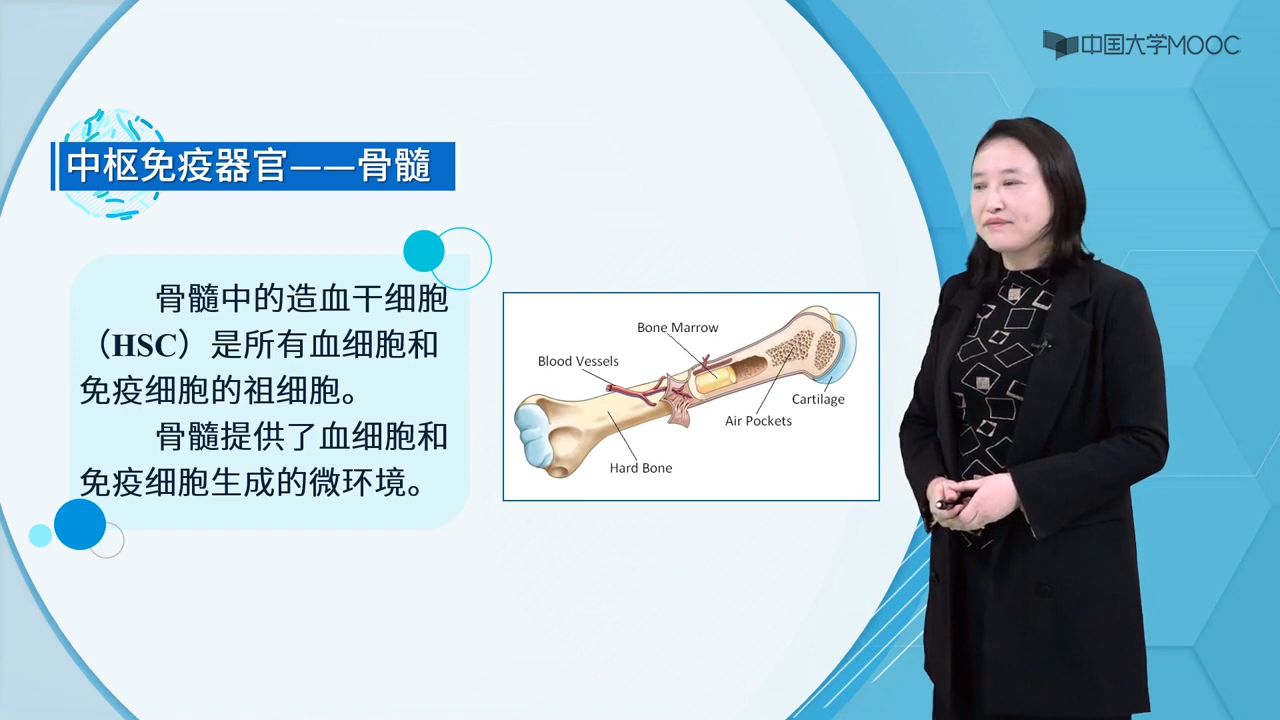 中国大学MOOC
中枢免疫器官——骨髓
骨髓中的造血干细胞
（HSC）是所有血细胞和
免疫细胞的祖细胞。
骨髓提供了血细胞和
免疫细胞生成的微环境。
Bone Marrow
Blood Vessels
Cartilage
Air Pockets
Hard Bone